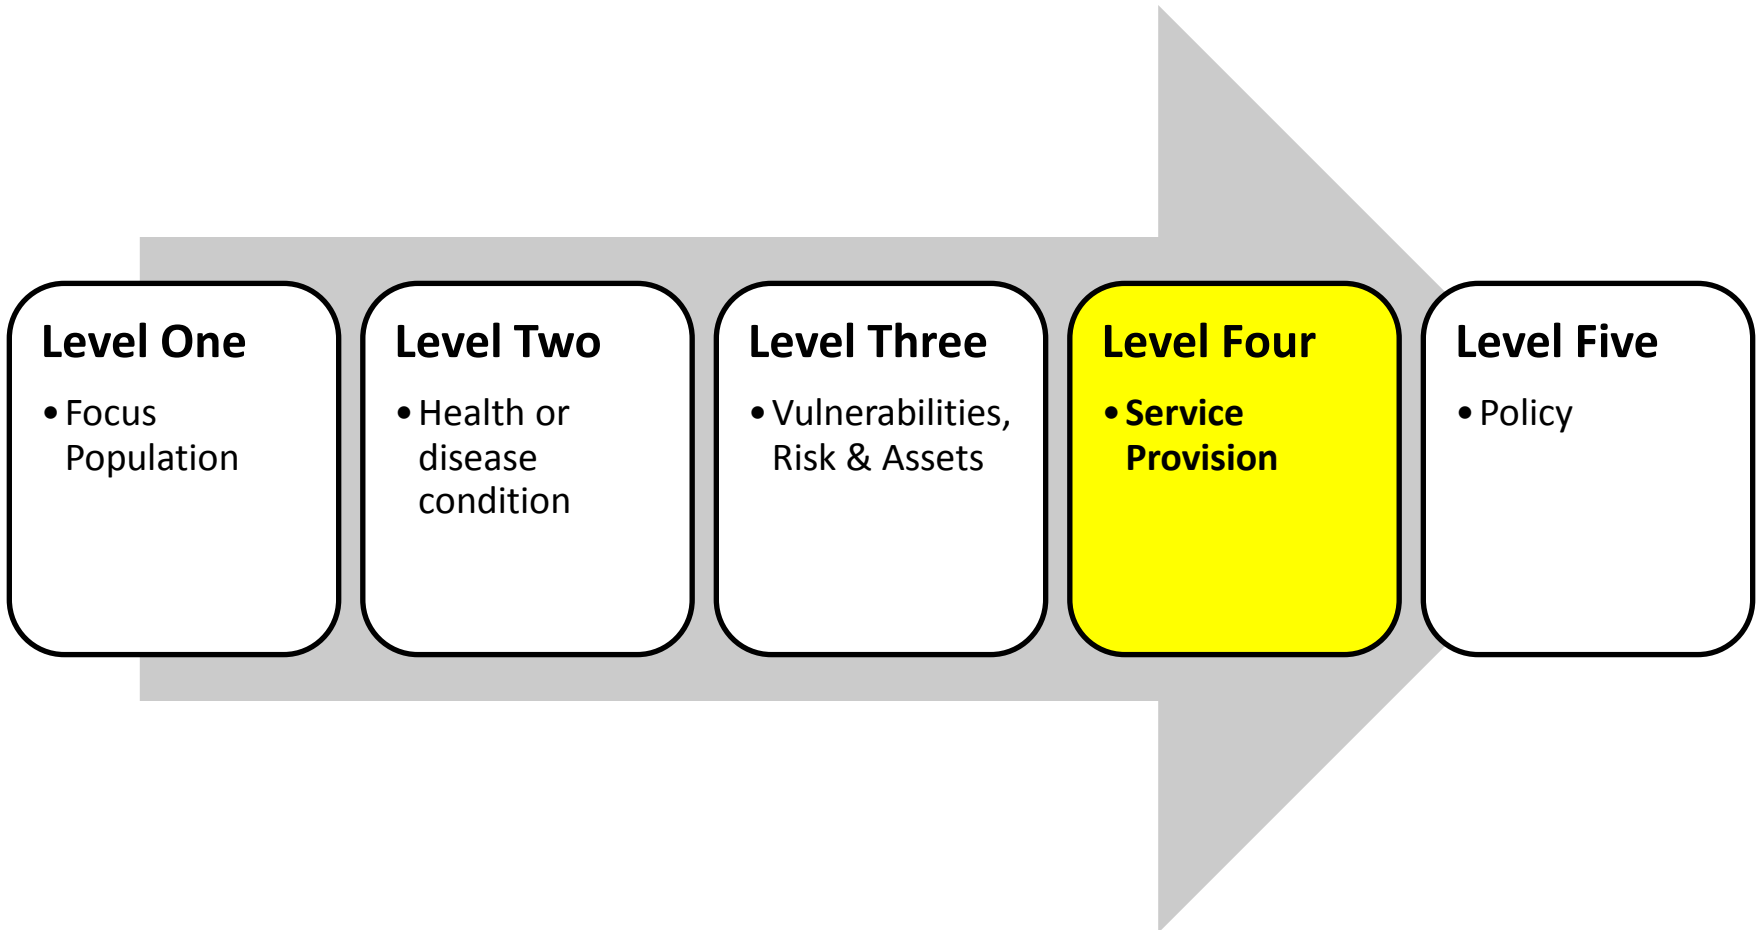 Level One
• Focus
Population
Level Two
• Health or
disease
condition
Level Three
• Vulnerabilities,
Risk & Assets
Level Four
• Service
Provision
Level Five
• Policy